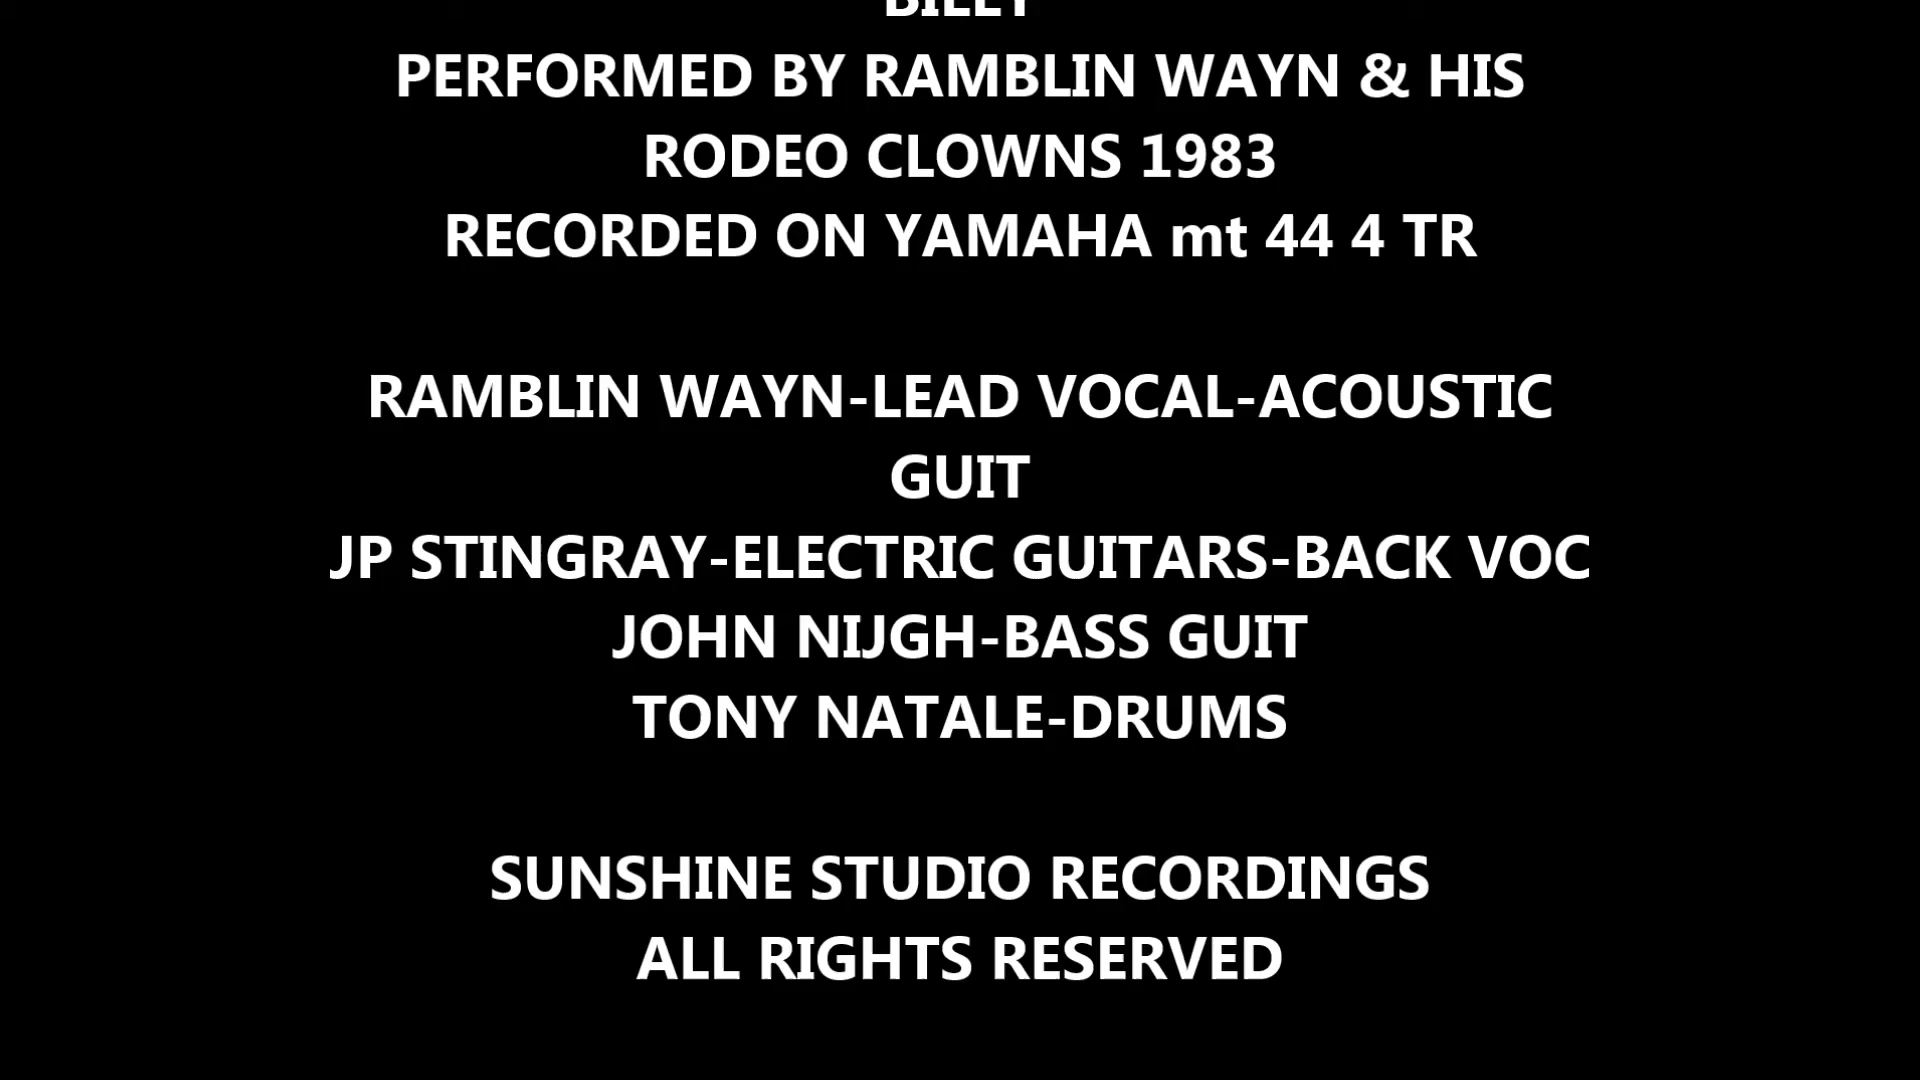 BILLY
PERFORMED BY RAMBLIN WAYN & HIS
RODEO CLOWNS 1983
RECORDED ON YAMAHA mt 44 4 TR
RAMBLIN WAYN-LEAD VOCAL-ACOUSTIC
GUIT
JP STINGRAY-ELECTRIC GUITARS-BACK VOC
JOHN NIJGH-BASS GUIT
TONY NATALE-DRUMS
SUNSHINE STUDIO RECORDINGS
ALL RIGHTS RESERVED